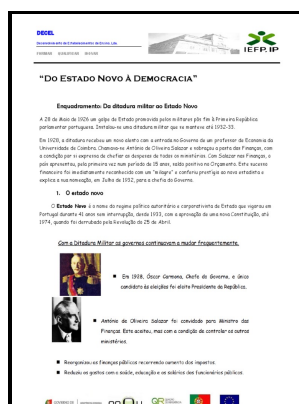 DECEL
Desenvolvimento de Estabelecimentos de Ensino, Lda.
IEFP.IP
"DO ESTADO NOVO À DEMOCRACIA"
Enquadramento: Da ditadura militar ao Estado Novo
A 28 de Maio de 1926 um golpe de Estado promovido pelos militares põe fim à Primeira República
parlamentar portuguesa. Instalou-se uma ditadura militar que se manteve até 1932-33.
Em 1928, a ditadura recebeu um novo alento com a entrada no Governo de um professor de Economia da
Universidade de Coimbra. Chamava-se António de Oliveira Salazar e sobraçou a pasta das Finanças, com
a condição por si expressa de chefiar as despesas de todos os ministérios. Com Salazar nas Finanças, o
país apresentou, pela primeira vez num período de 15 anos, saldo positivo no Orçamento. Este sucesso
financeiro foi imediatamente reconhecido com um "milagre" e conferiu prestígio ao novo estadista e
explica a sua nomeação, em Julho de 1932, para a chefia do Governo.
1. O estado novo
O Estado Novo é o nome do regime político autoritário e corporativista de Estado que vigorou em
Portugal durante 41 anos sem interrupção, desde 1933, com a aprovação de uma nova Constituição, até
1974, quando foi derrubado pela Revolução de 25 de Abril.
Com a Ditadura Militar os governos continuavam a mudar frequentemente.
■ Em 1928, Óscar Carmona, Chefe do Governo, e único
candidato às eleições foi eleito Presidente da República.
■ António de Oliveira Salazar foi convidado para Ministro das
Finanças. Este aceitou, mas com a condição de controlar os outros
ministérios.
■ Reorganizou as finanças públicas recorrendo aumento dos impostos.
■ Reduziu os gastos com a saúde, educação e os salários dos funcionários públicos.